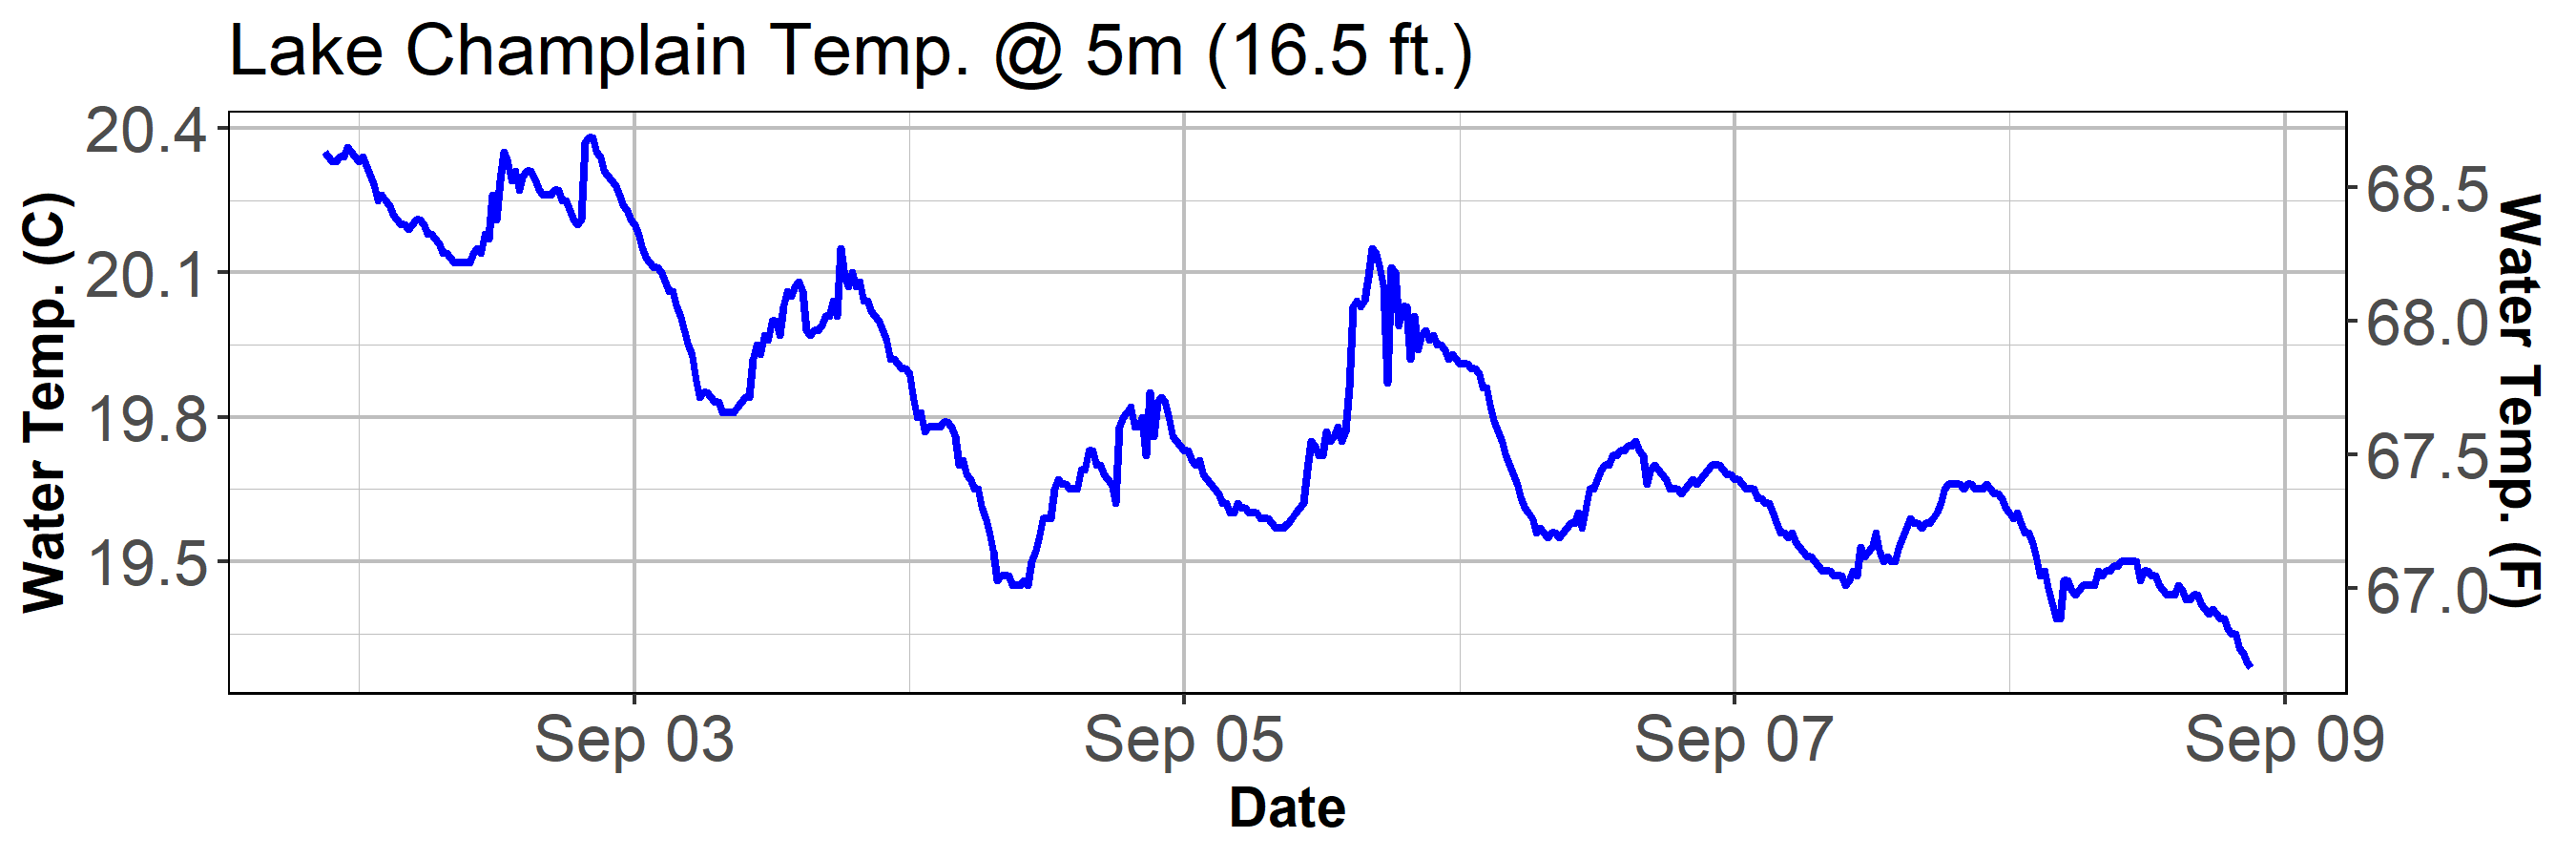 Lake Champlain Temp. @ 5m (16.5 ft.)
Water Temp. (C)
20.4
20.1
19.8
19.5
68.5
68.0
67.5
67.0
Water Temp. (F)
Sep 03
Sep 05
Sep 07
Sep 09
Date